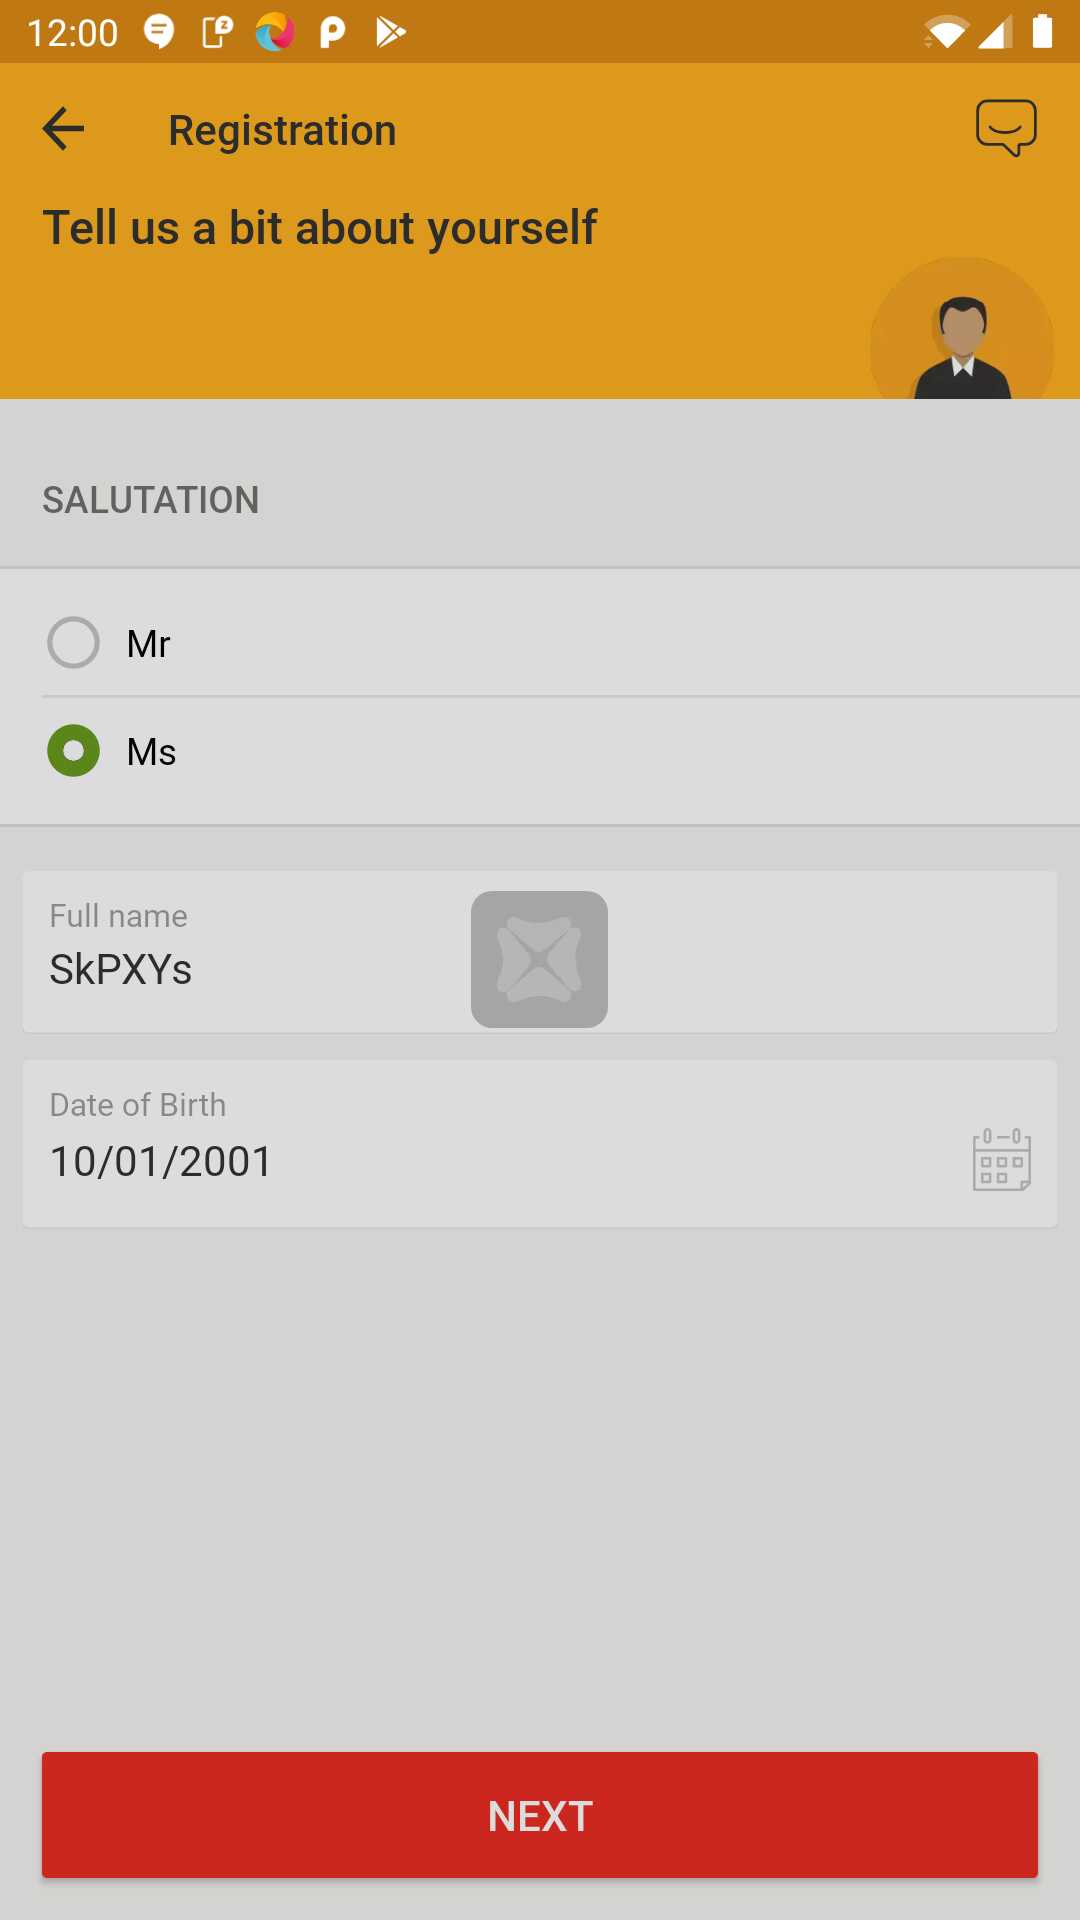 12:00
Registration
Tell us a bit about yourself
SALUTATION
Mr
Ms
Full name
SkPXYs
Date of Birth
10/01/2001
NEXT